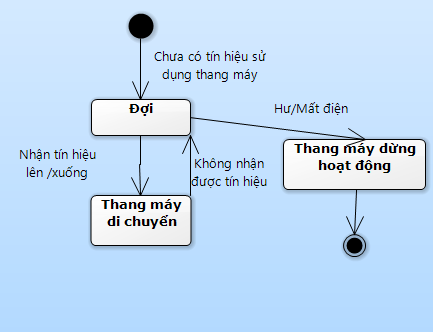 Chưa có tín hiệu sử
dụng thang máy
Đợi
Hư/Mất điện
Nhận tín hiệu
lên /xuống
Không nhận
được tín hiệu
Thang máy dừng
hoạt động
Thang máy
di chuyển